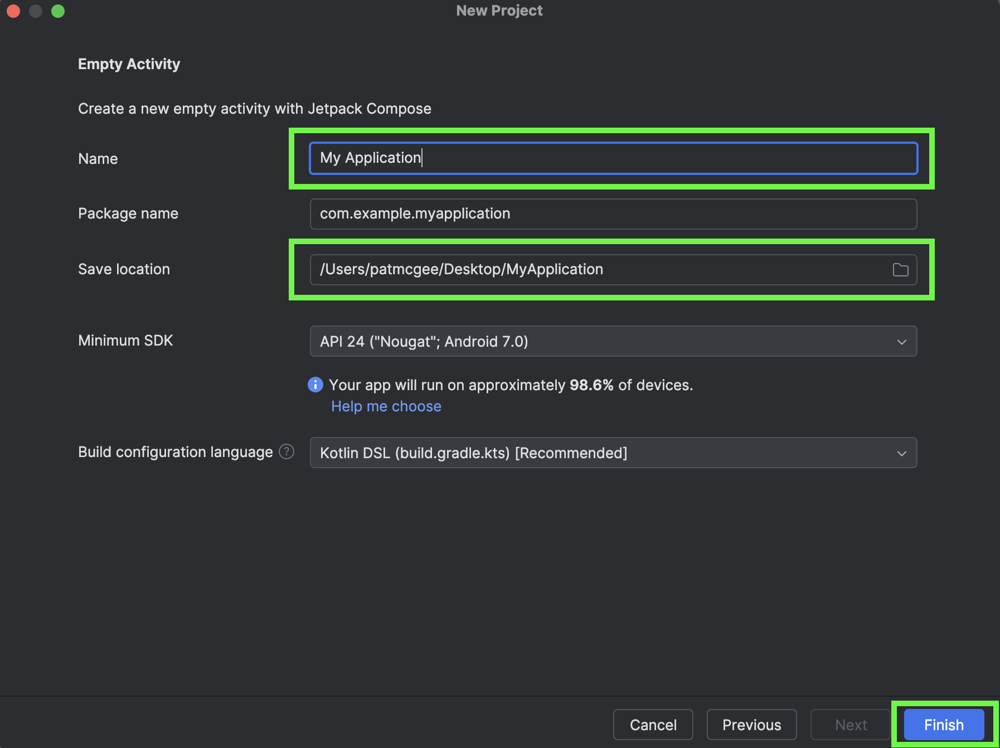 New Project
Empty Activity
Create a new empty activity with Jetpack Compose
Name
My Application
Package name
com.example.myapplication
Save location
/Users/patmcgee/Desktop/MyApplication
Minimum SDK
API 24 ("Nougat"; Android 7.0)
Your app will run on approximately 98.6% of devices.
Help me choose
Build configuration language ?
Kotlin DSL (build.gradle.kts) [Recommended]
Cancel
Previous
Next
Finish